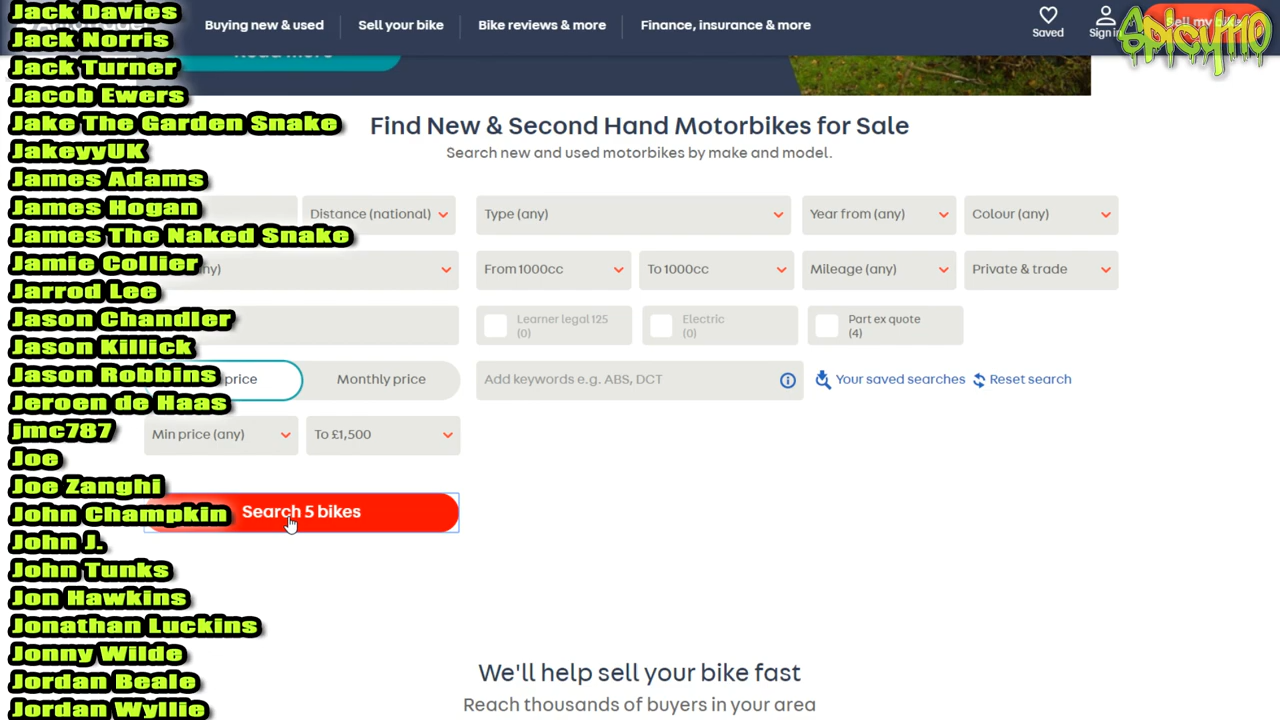 Jack Davies
Jack Norris
Jack Turner
Jacob Ewers
Jake The Garden Snake
JakeyyUK
James Adams
James Hogan
James The Naked Snake
Jamie Collier
Jarrod Lee
Jason Chandler
Jason Killick
Jason Robbins
Jeroen de Haas
jmc787
Joe
Joe Zanghi
John Champkin
John J.
John Tunks
Jon Hawkins
Jonathan Luckins
Jonny Wilde
Jordan Beale
Jordan Wyllie
Buying new & used
Sell your bike
Bike reviews & more
Finance, insurance & more
Saved
Sign in
Sell my bike
Spicy110
Read more
Find New & Second Hand Motorbikes for Sale
Search new and used motorbikes by make and model.
Distance (national)
Type (any)
Year from (any)
Colour (any)
From 1000cc
To 1000cc
Mileage (any)
Private & trade
Learner legal 125
(0)
Electric
(0)
Part ex quote
(4)
price
Monthly price
Add keywords e.g. ABS, DCT
Your saved searches
Reset search
Min price (any)
To £1,500
Search 5 bikes
We'll help sell your bike fast
Reach thousands of buyers in your area